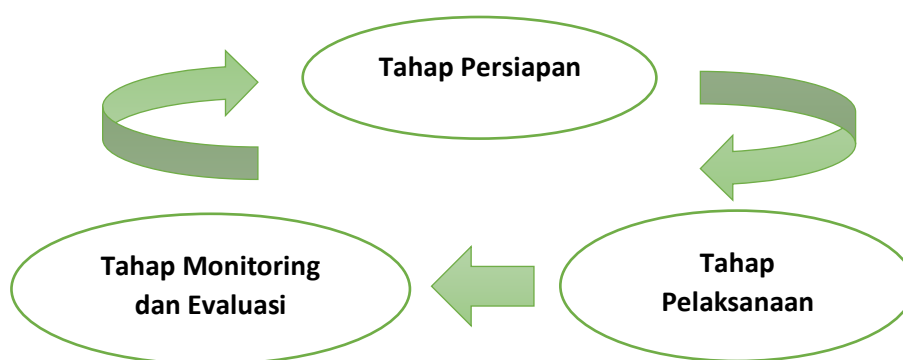 Tahap Persiapan
Tahap Monitoring
dan Evaluasi
Tahap
Pelaksanaan